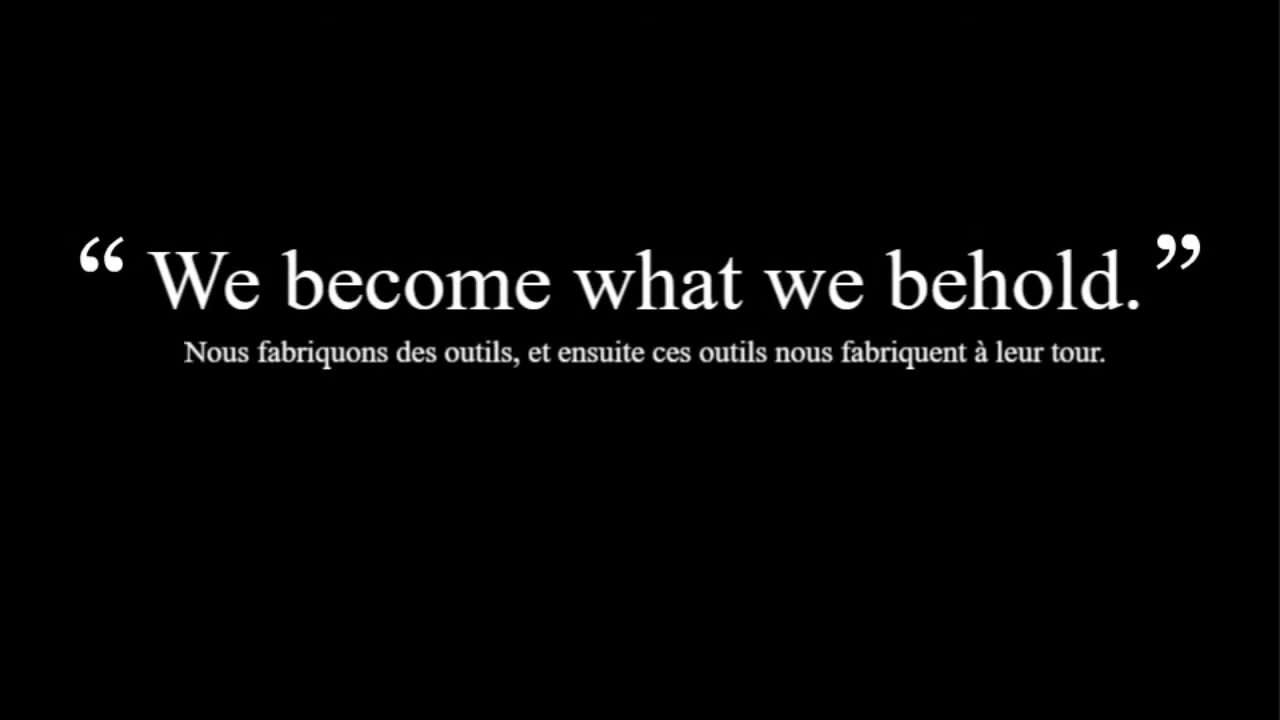 “ We become what we behold. ”
Nous fabriquons des outils, et ensuite ces outils nous fabriquent à leur tour.